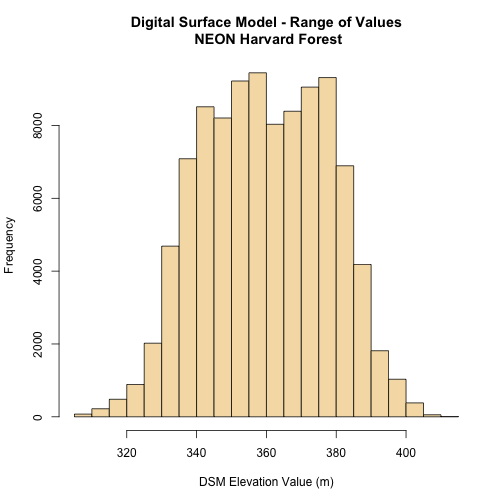 Digital Surface Model - Range of Values
NEON Harvard Forest
Frequency
8000
6000
4000
2000
0
320 340 360 380 400
DSM Elevation Value (m)